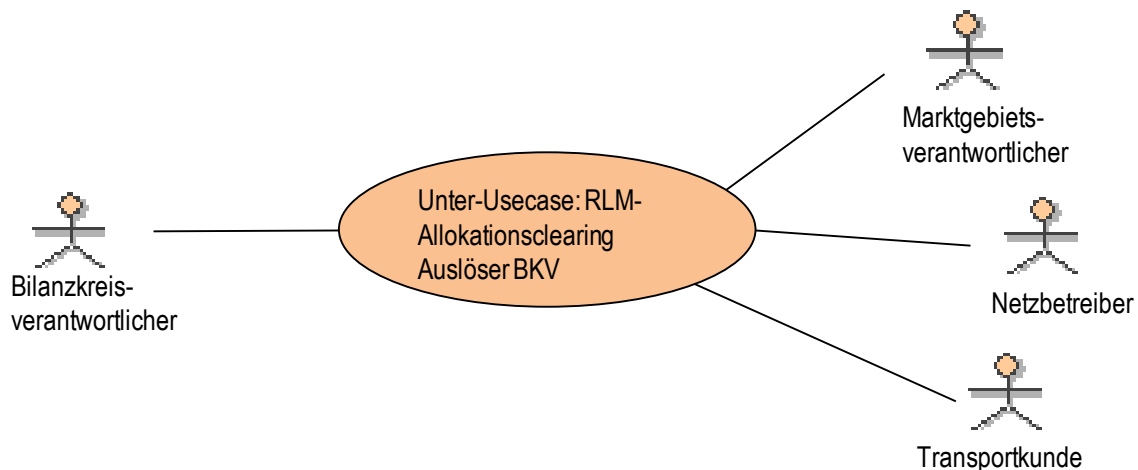 Marktgebiets-
verantwortlicher
Unter-Usecase: RLM-
Allokationsclearing
Auslöser BKV
Bilanzkreis-
verantwortlicher
Netzbetreiber
Transportkunde